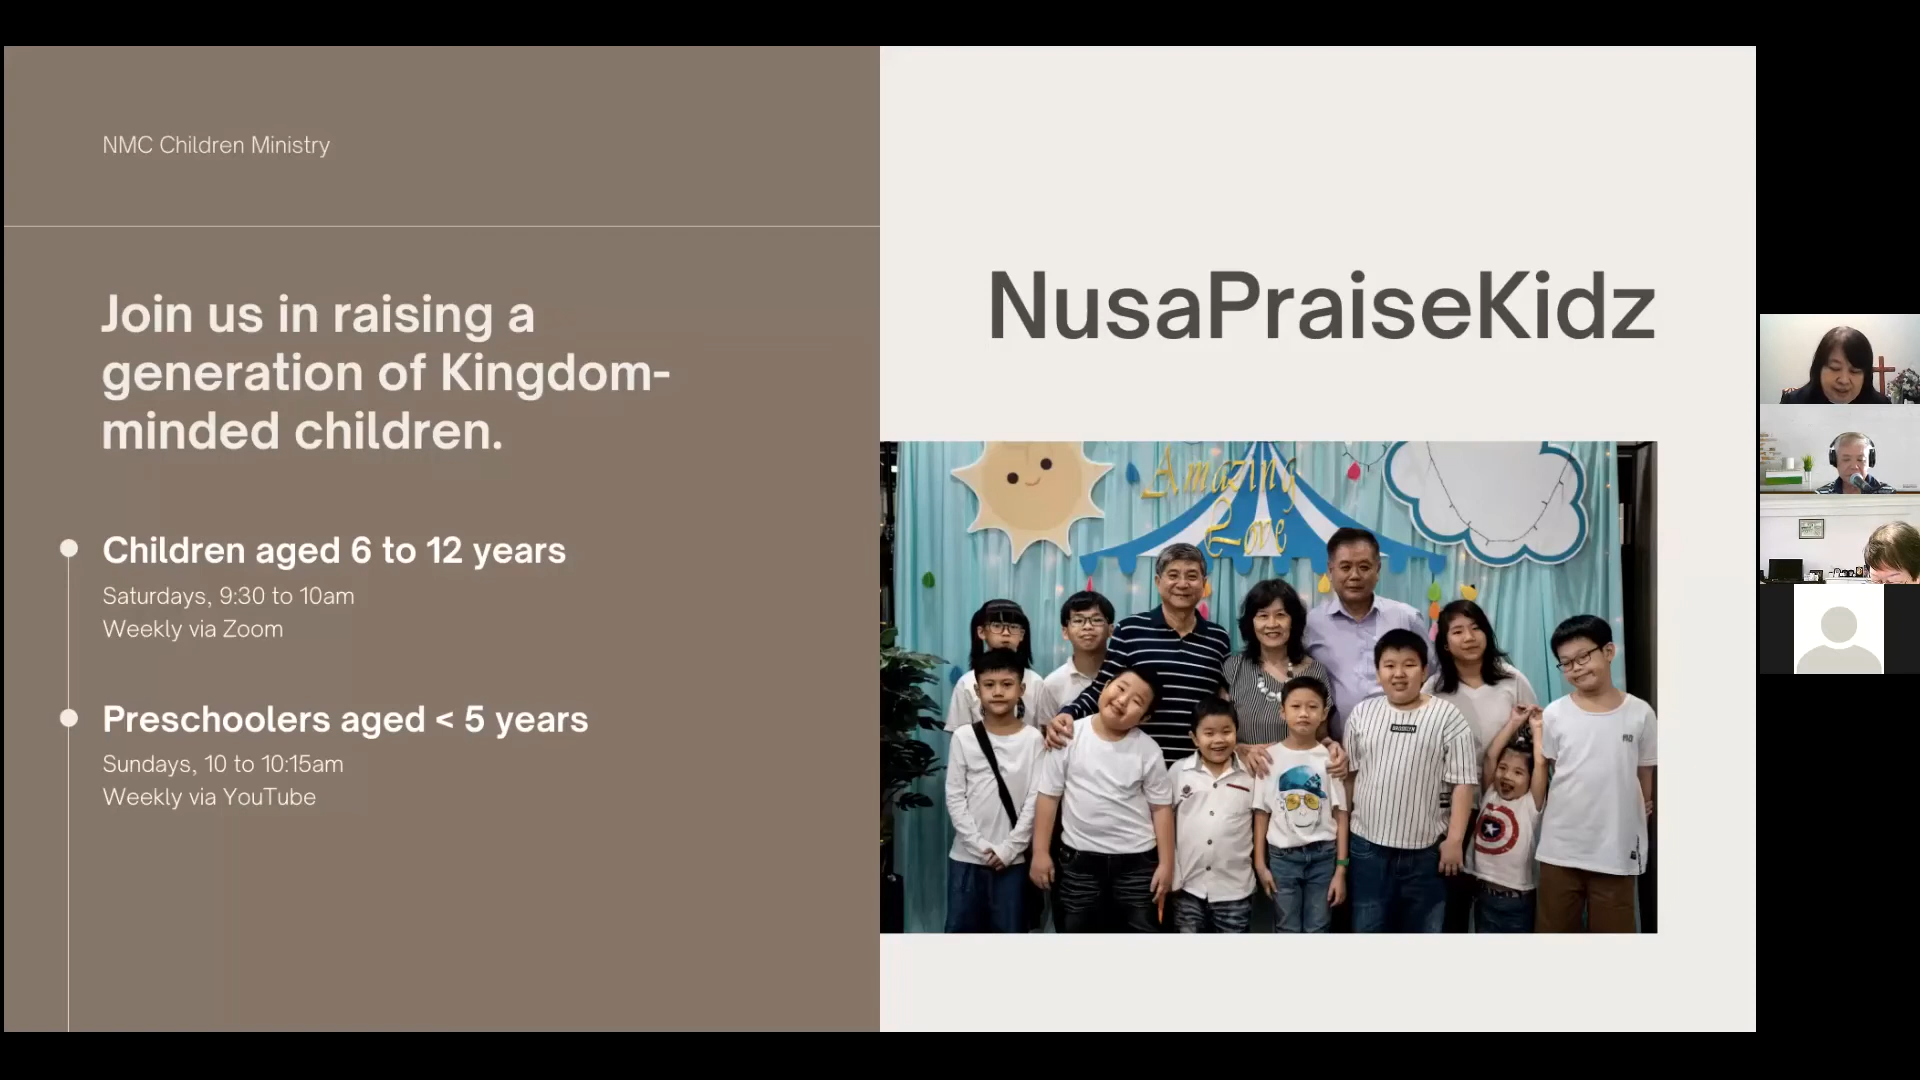 NMC Children Ministry
Join us in raising a
generation of Kingdom-
minded children.
Children aged 6 to 12 years
Saturdays, 9:30 to 10am
Weekly via Zoom
Preschoolers aged < 5 years
Sundays, 10 to 10:15am
Weekly via YouTube
NusaPraiseKidz
Amazing
Love
BROOKLYN